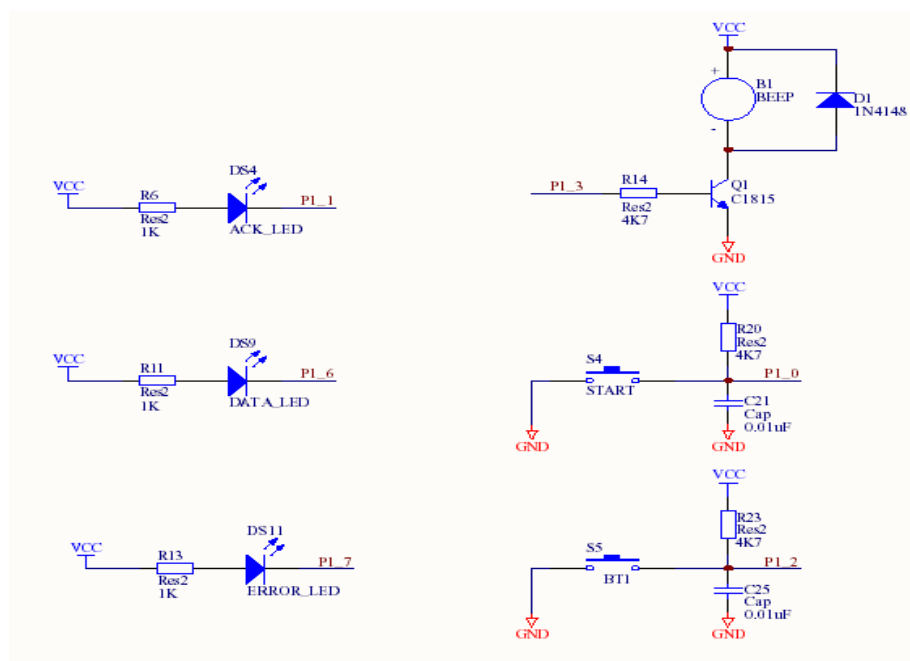 VCC
R6
Res2
1K
DS4
ACK_LED
P1_1
VCC
R11
Res2
1K
DS9
DATA_LED
P1_6
VCC
R13
Res2
1K
DS11
ERROR_LED
P1_7
VCC
+
B1
BEEP
-
D1
1N4148
P1_3
R14
Res2
4K7
Q1
C1815
GND
VCC
R20
Res2
4K7
S4
START
P1_0
C21
Cap
0.01uF
GND
GND
VCC
R23
Res2
4K7
S5
BT1
P1_2
C25
Cap
0.01uF
GND
GND